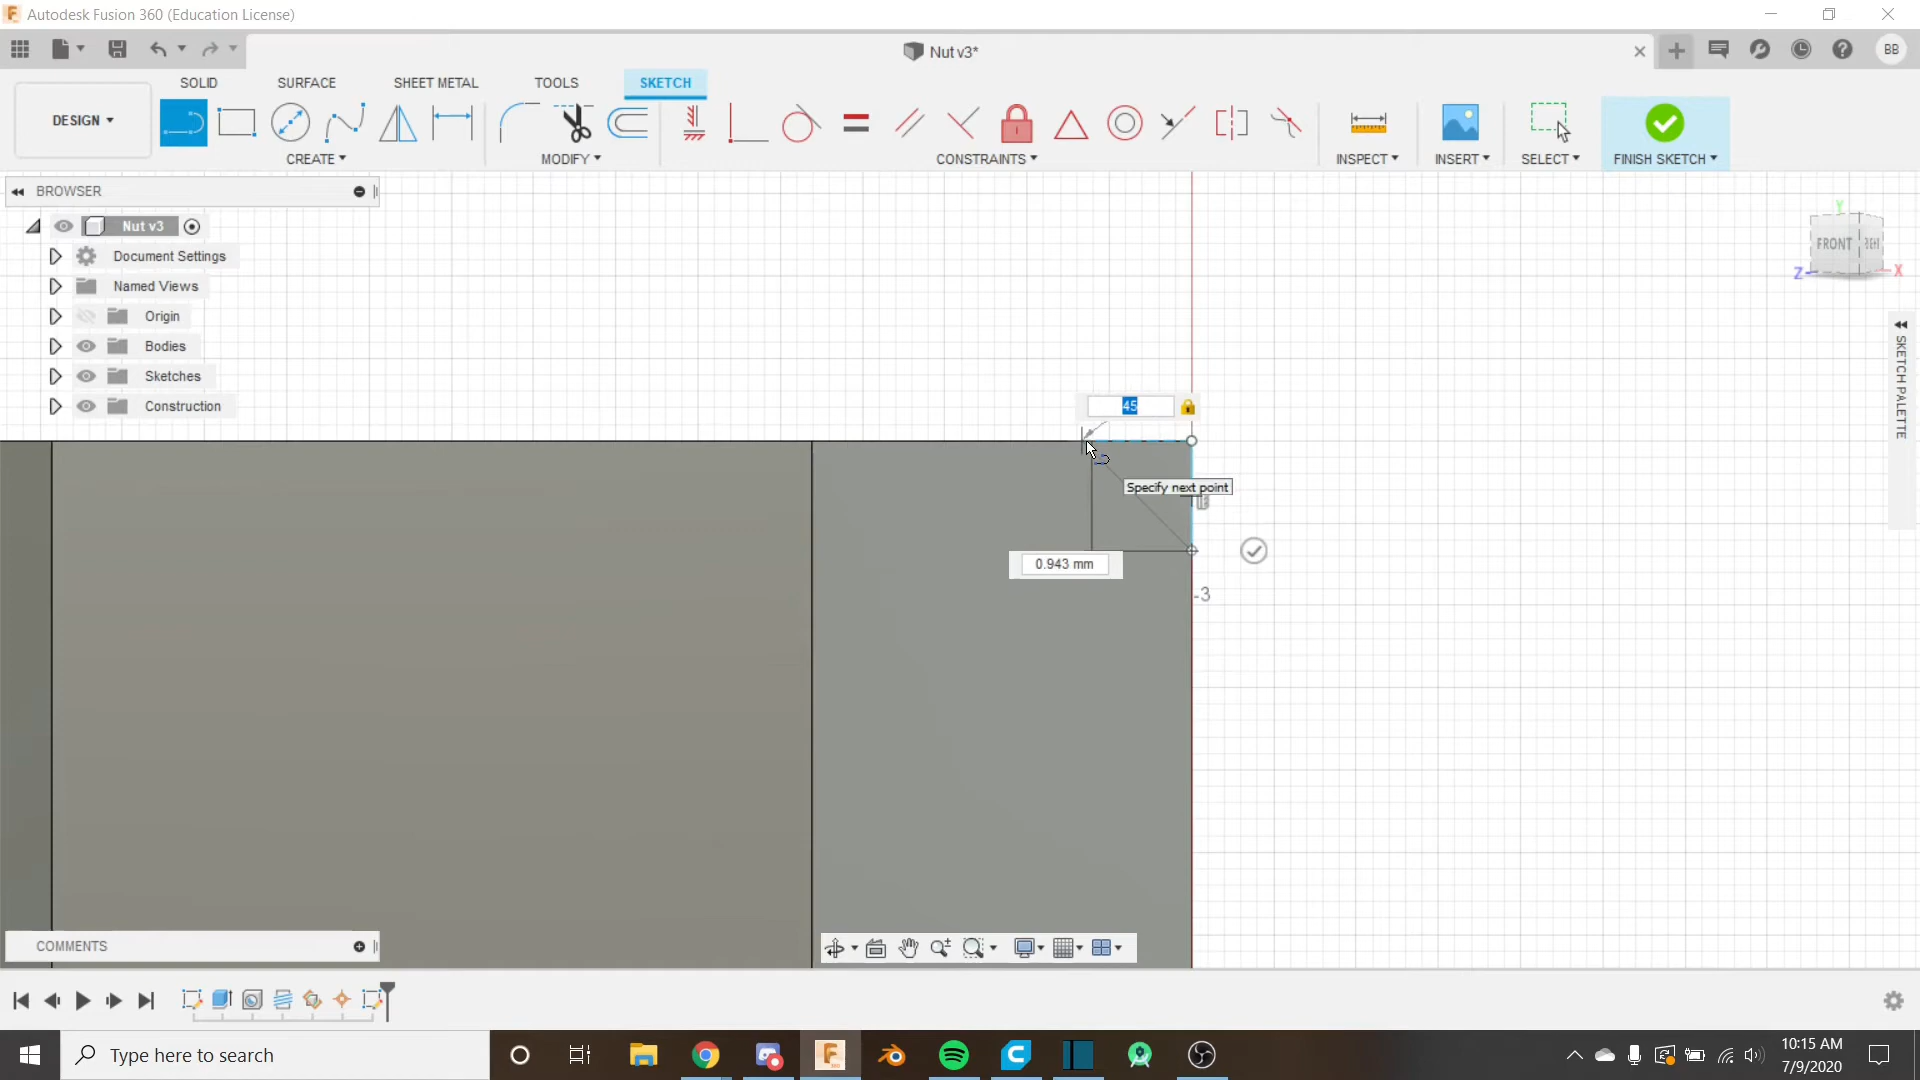 Autodesk Fusion 360 (Education License)
Nut v3*
BB
DESIGN
SOLID
SURFACE
SHEET METAL
TOOLS
SKETCH
CREATE
MODIFY
CONSTRAINTS
INSPECT
INSERT
SELECT
FINISH SKETCH
BROWSER
Nut v3
Document Settings
Named Views
Origin
Bodies
Sketches
Construction
Y
FRONT
Z
X
SKETCH PALETTE
45
Specify next point
0.943 mm
-3
COMMENTS
Type here to search
10:15 AM
7/9/2020